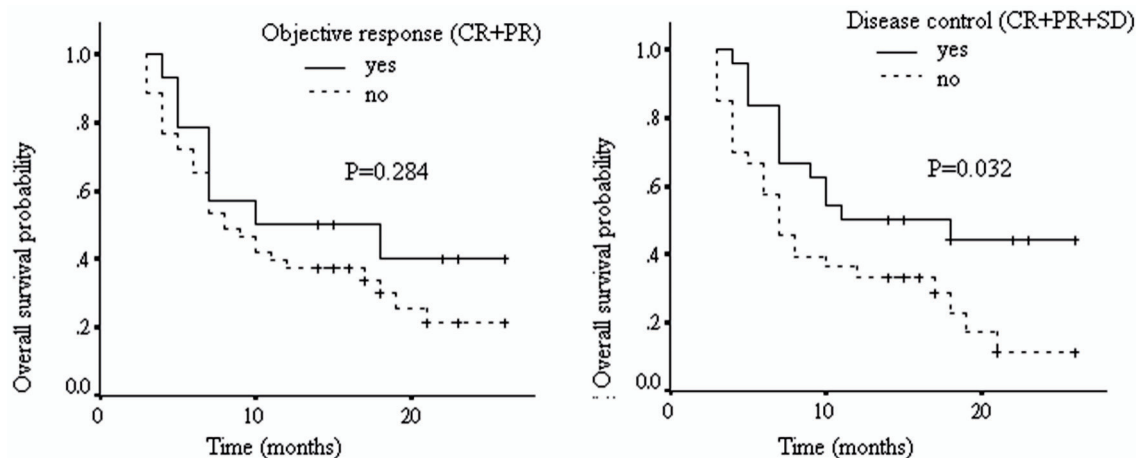 Objective response (CR+PR)
yes
no
P=0.284
Overall survival probability
1.0
.8
.6
.4
.2
0.0
0
10
20
Time (months)
Disease control (CR+PR+SD)
yes
no
P=0.032
Overall survival probability
1.0
.8
.6
.4
.2
0.0
0
10
20
Time (months)